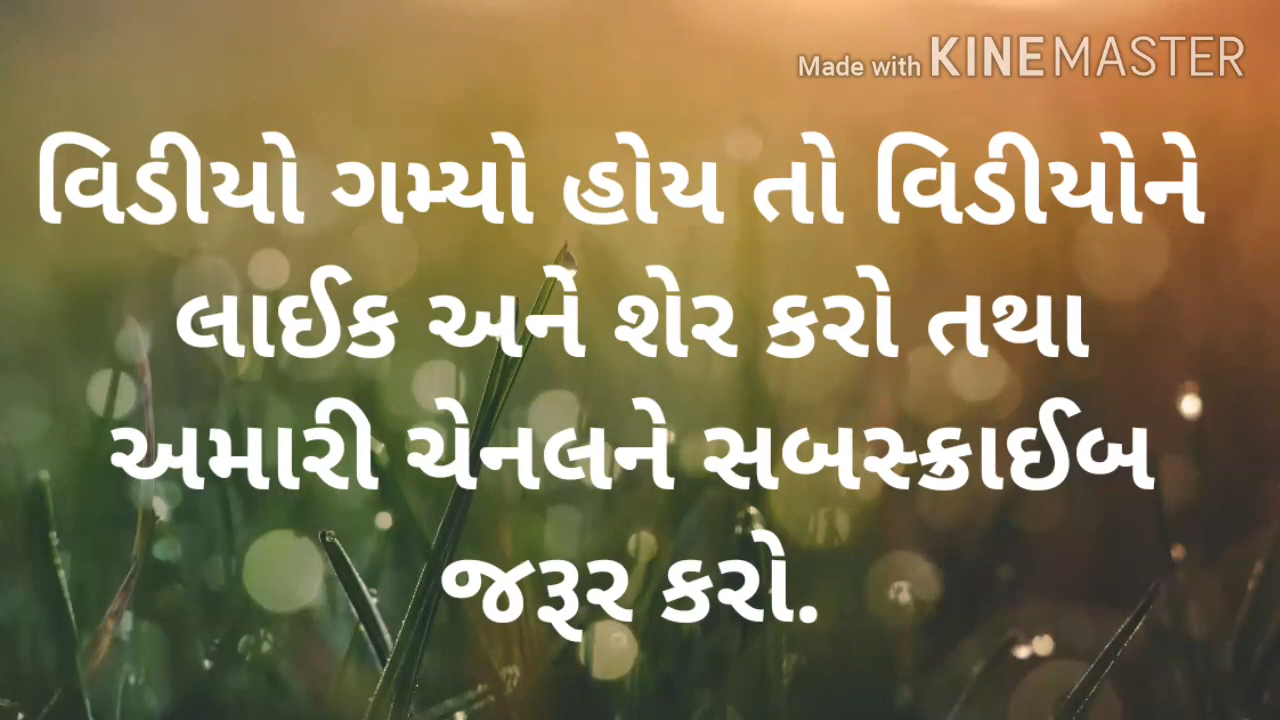 Made with KINEMASTER
વિડીયો ગમ્યો હોય તો વિડીયોને
લાઈક અને શેર કરો તથા
અમારી ચેનલને સબસ્ક્રાઈબ
જરૂર કરો.